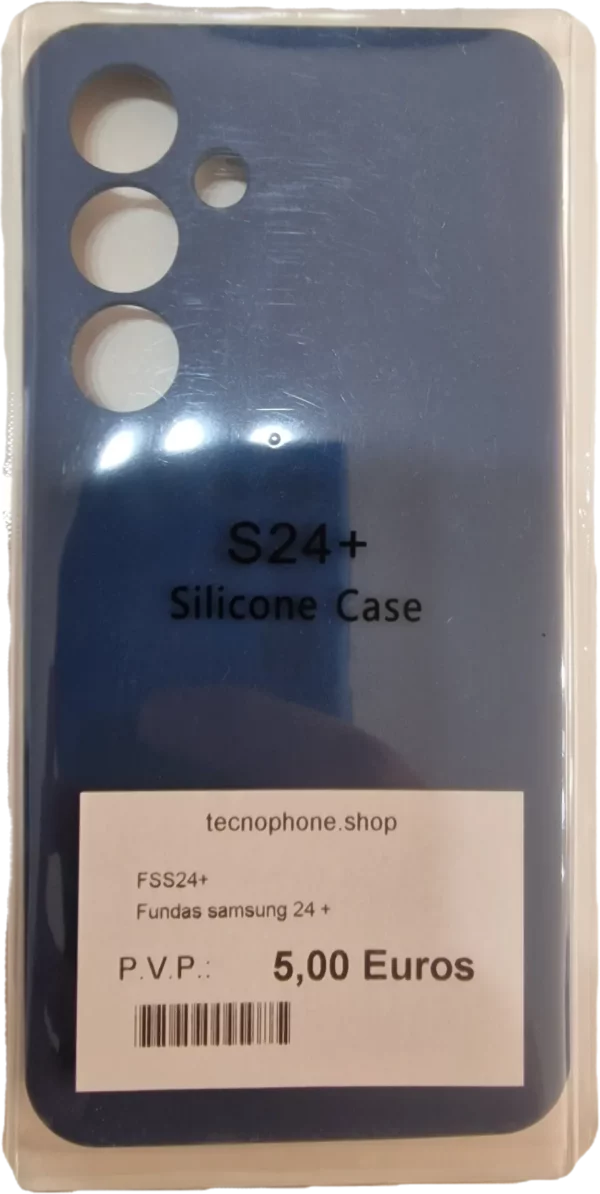 S24+
Silicone Case
tecnophone.shop
FSS24+
Fundas samsung 24 +
P.V.P.: 5,00 Euros